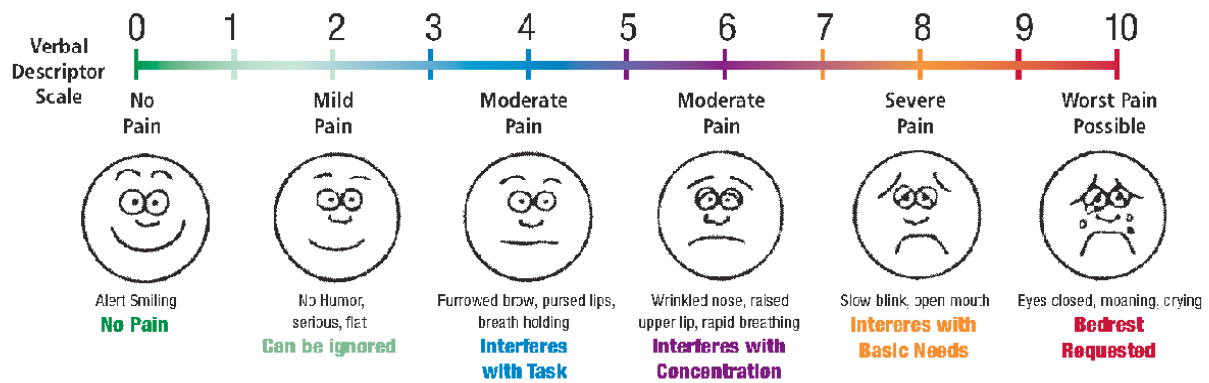 0 1 2 3 4 5 6 7 8 9 10
Verbal
Descriptor
Scale
No
Pain
Mild
Pain
Moderate
Pain
Moderate
Pain
Severe
Pain
Worst Pain
Possible
Alert Smiling
No Pain
No Humor,
serious, flat
Can be ignored
Furrowed brow, pursed lips,
breath holding
Interferes
with Task
Wrinkled nose, raised
upper lip, rapid breathing
Interferes with
Concentration
Slow blink, open mouth
Intereres with
Basic Needs
Eyes closed, moaning, crying
Bedrest
Requested